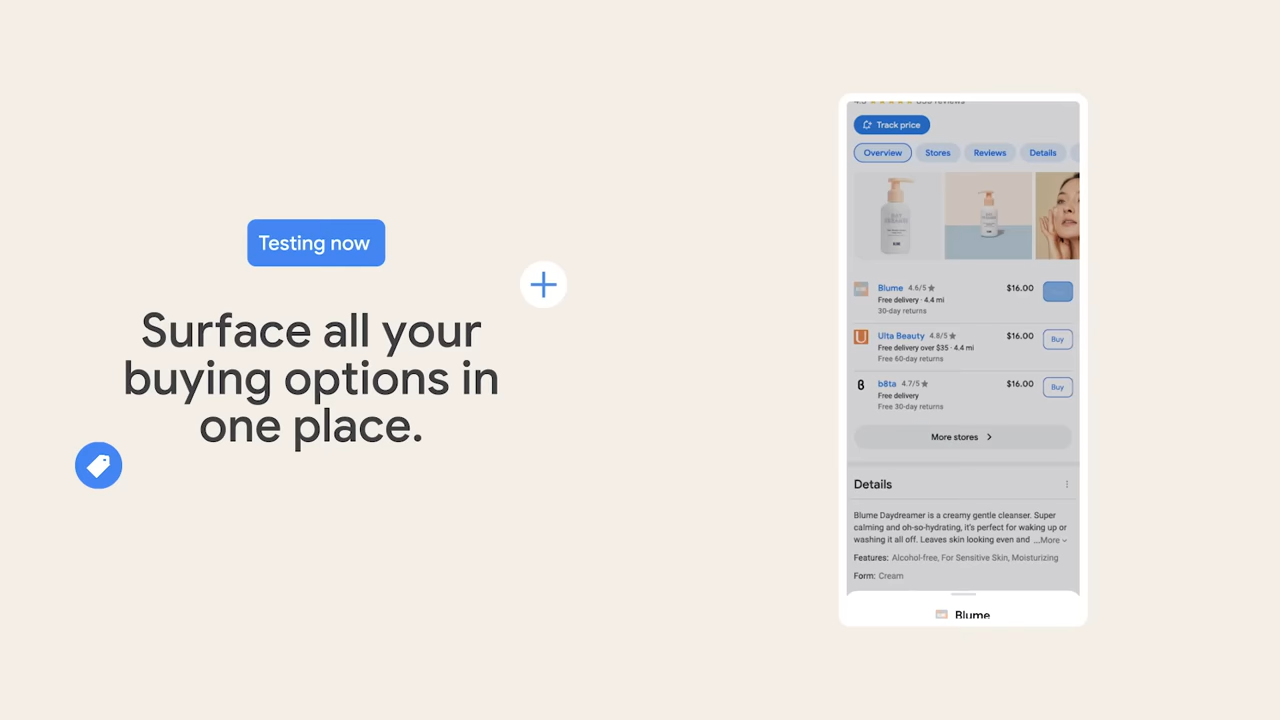 Testing now
Surface all your
buying options in
one place.
Track price
Overview
Stores
Reviews
Details
Blume 4.6/5★ $16.00
Free delivery · 4.4 mi
30-day returns
Ulta Beauty 4.8/5★ $16.00 Buy
Free delivery over $35 · 4.4 mi
Free 60-day returns
b8ta 4.7/5★ $16.00 Buy
Free delivery
Free 30-day returns
More stores
Details
Blume Daydreamer is a creamy gentle cleanser. Super
calming and oh-so-hydrating, it's perfect for waking up or
washing it all off. Leaves skin looking even and ...More
Features: Alcohol-free, For Sensitive Skin, Moisturizing
Form: Cream
Blume